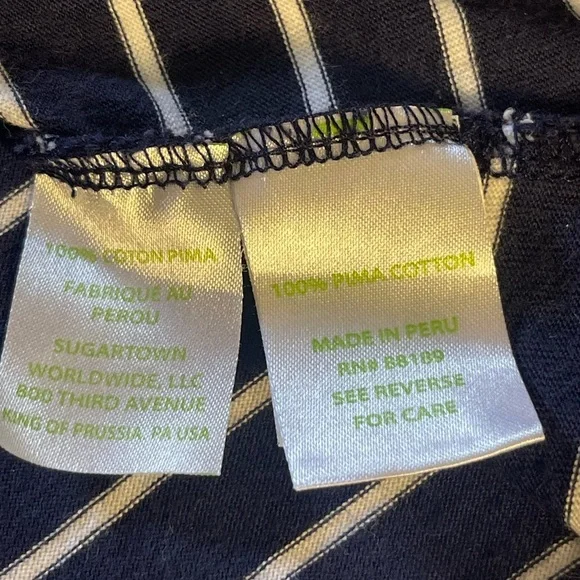 100% COTON PIMA
FABRIQUE AU
PEROU
SUGARTOWN
WORLDWIDE, LLC
800 THIRD AVENUE
KING OF PRUSSIA, PA USA
100% PIMA COTTON
MADE IN PERU
RN# 88189
SEE REVERSE
FOR CARE